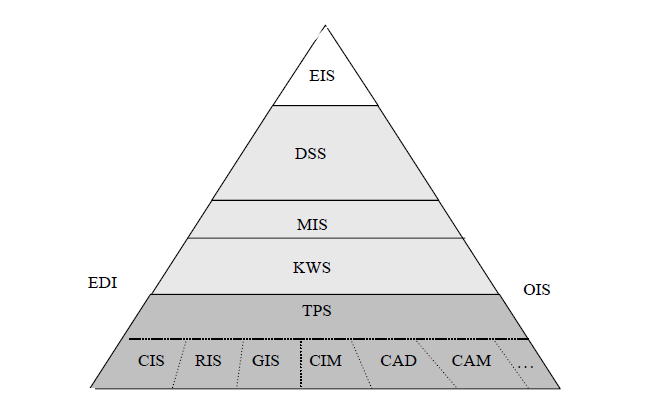 EIS
DSS
MIS
KWS
EDI
OIS
TPS
CIS RIS GIS CIM CAD CAM ...